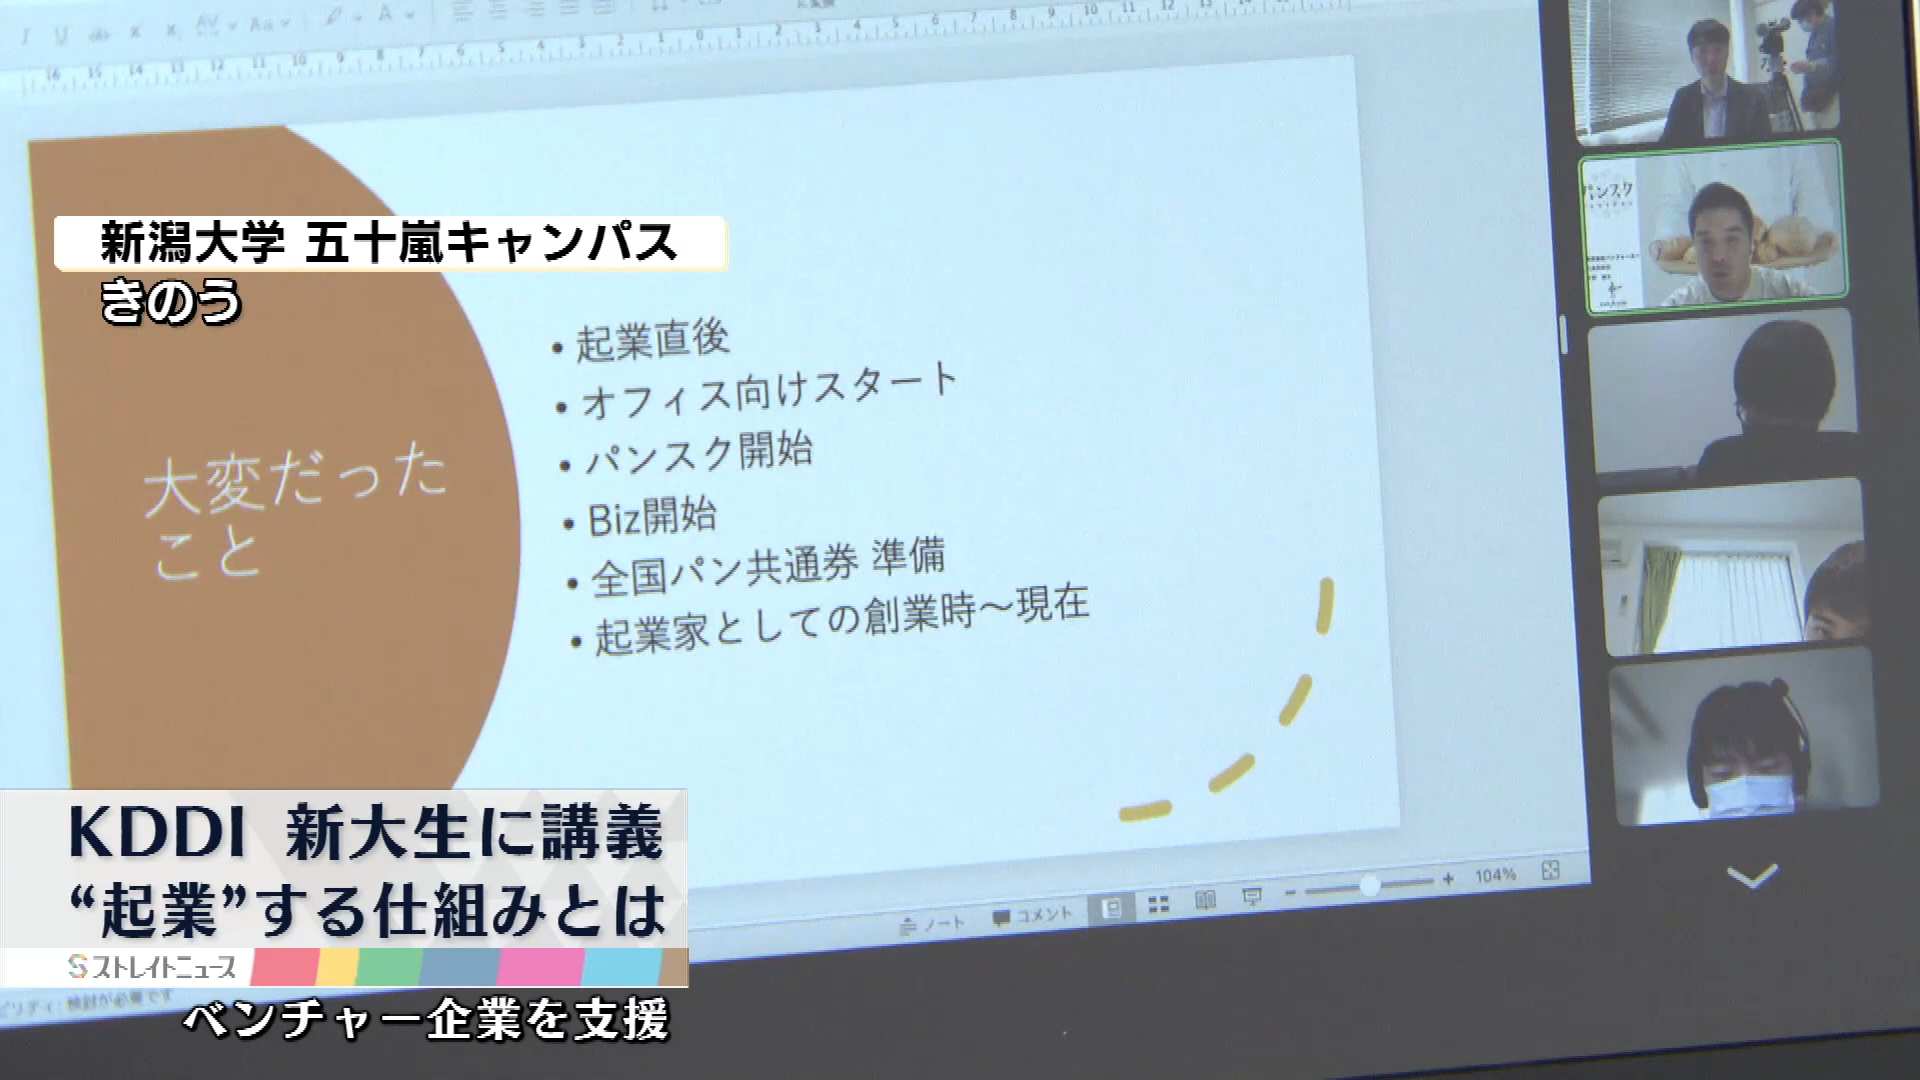 新潟大学 五十嵐キャンパス
きのう
大変だった
こと
• 起業直後
• オフィス向けスタート
• パンスク開始
• Biz開始
• 全国パン共通券 準備
• 起業家としての創業時～現在
パンスク
ノート
コメント
104%
KDDI 新大生に講義
“起業”する仕組みとは
ストレイトニュース
ベンチャー企業を支援